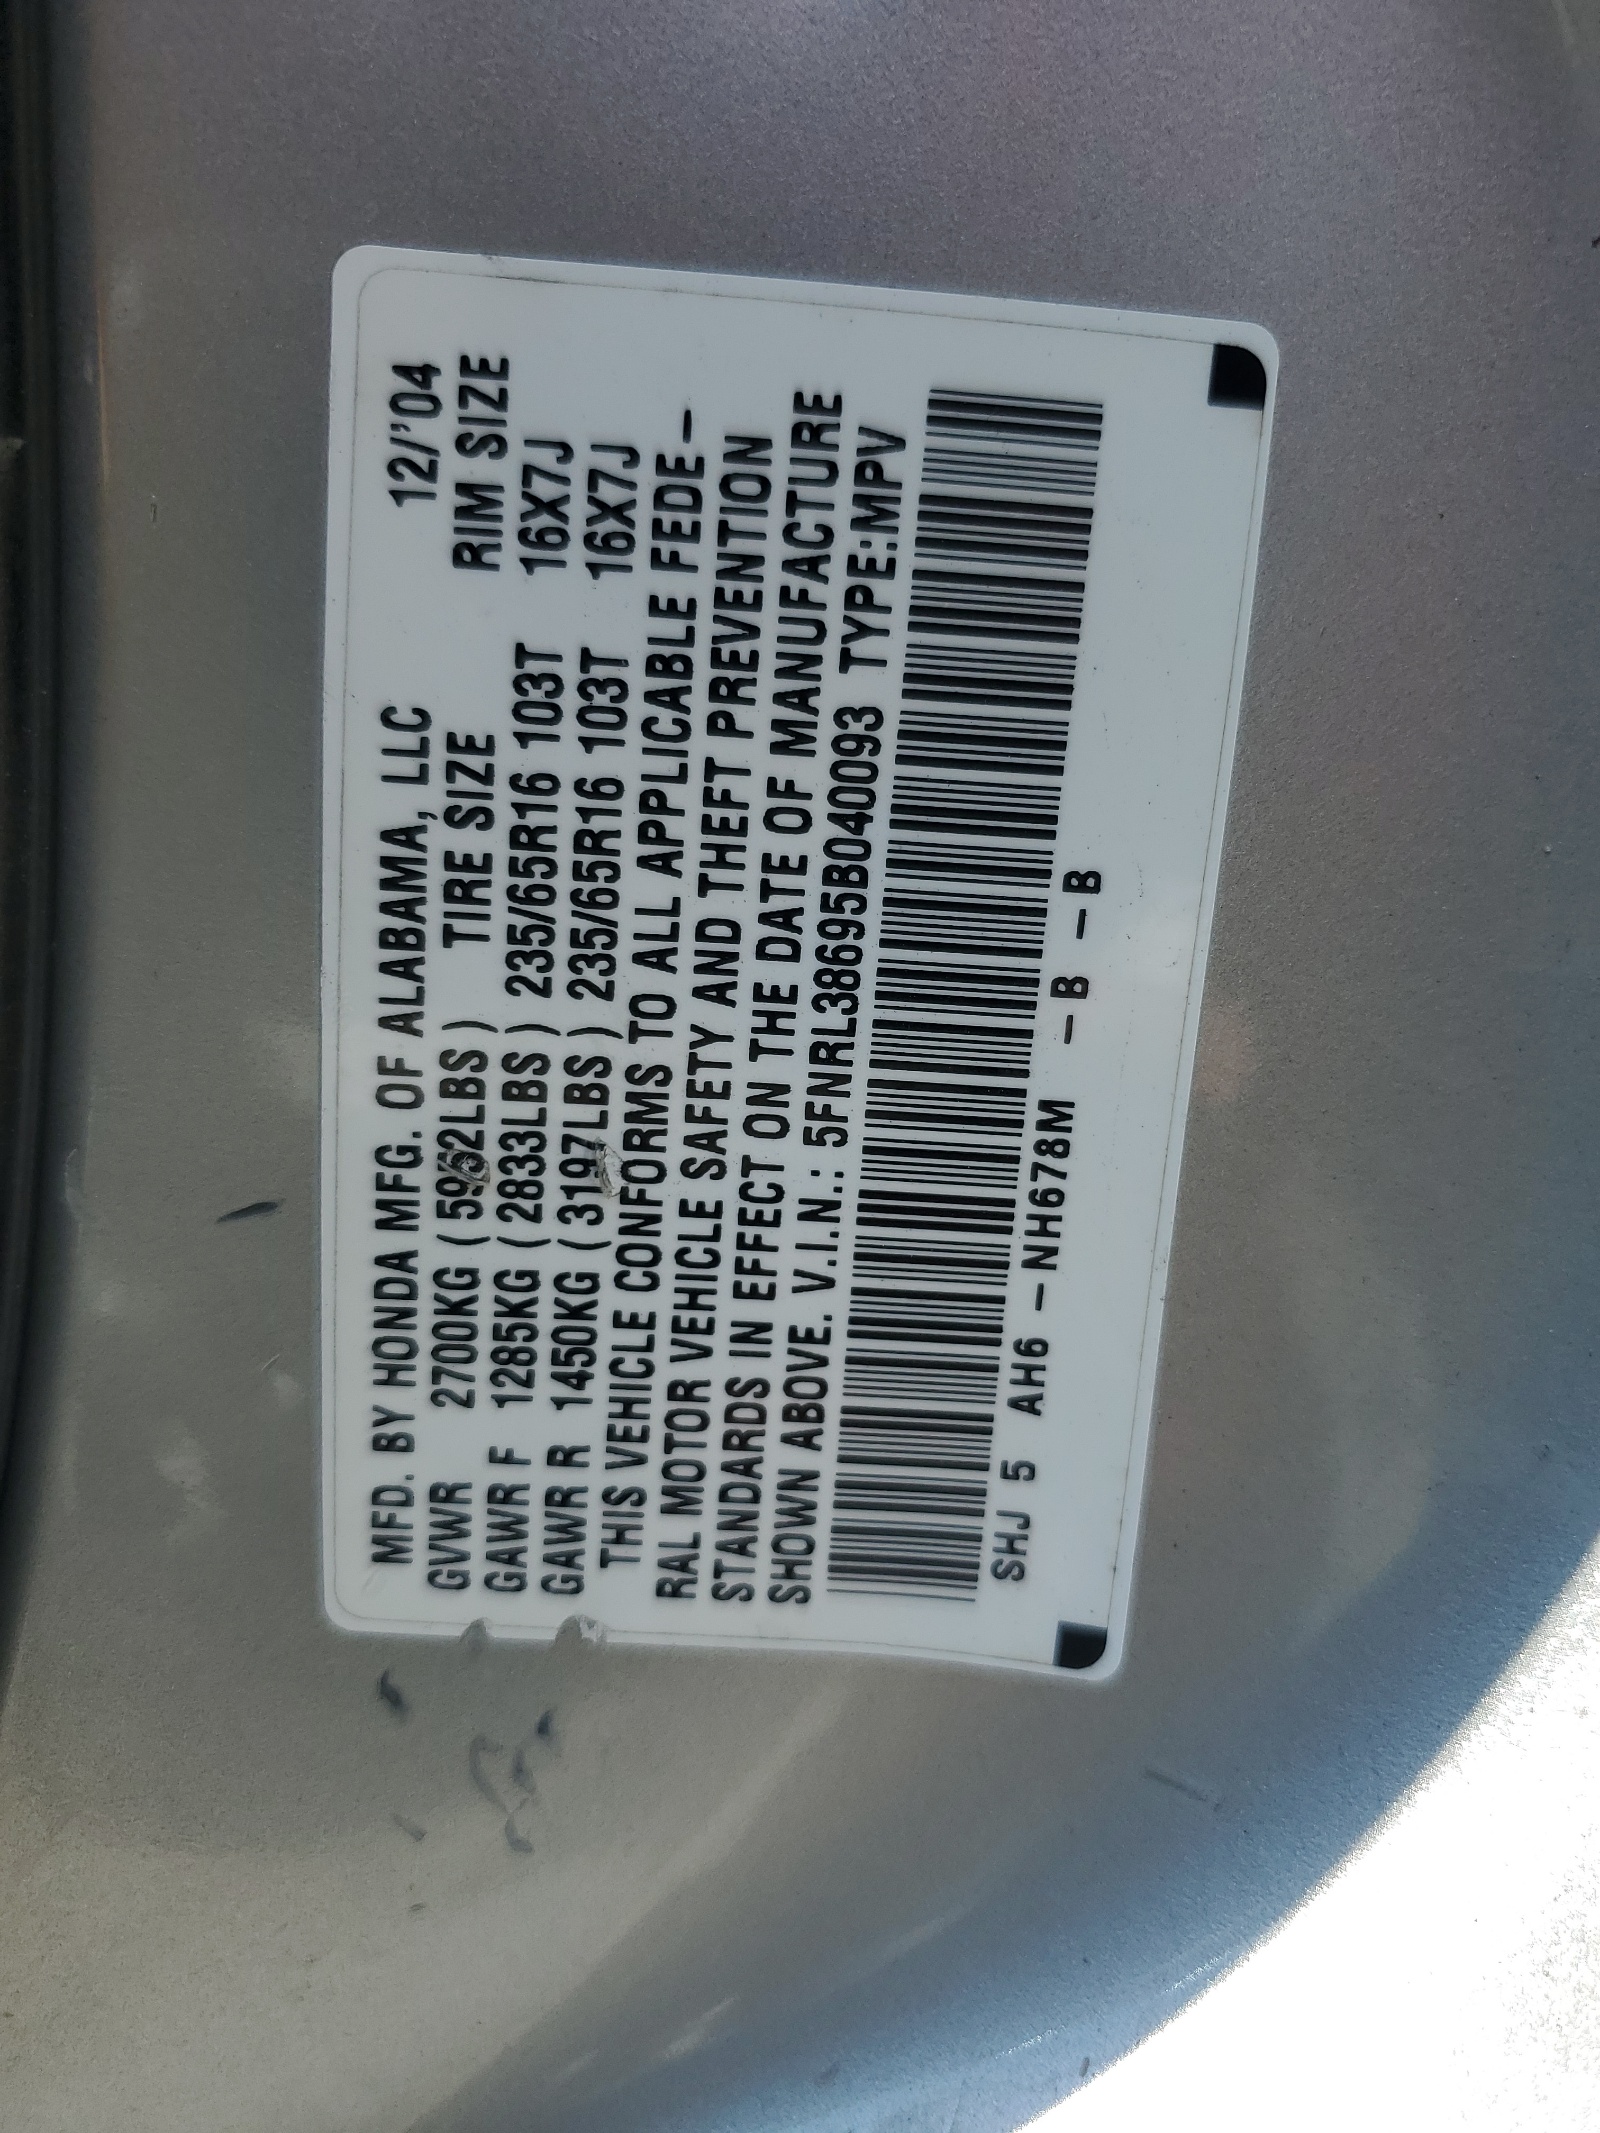 MFD. BY HONDA MFG. OF ALABAMA, LLC 12/'04
GVWR 2700KG ( LBS ) TIRE SIZE RIM SIZE
GAWR F 1285KG ( 2833LBS ) 235/65R16 103T 16X7J
GAWR R 1450KG ( 3197LBS ) 235/65R16 103T 16X7J
THIS VEHICLE CONFORMS TO ALL APPLICABLE FEDE-
RAL MOTOR VEHICLE SAFETY AND THEFT PREVENTION
STANDARDS IN EFFECT ON THE DATE OF MANUFACTURE
SHOWN ABOVE. V.I.N.: 5FNRL38695B040093 TYPE:MPV
SHJ 5 AH6 -NH678M -B -B